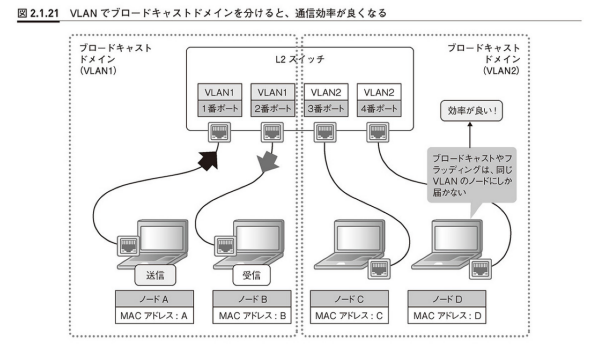 図 2.1.21 VLAN でブロードキャストドメインを分けると、通信効率が良くなる
ブロードキャスト
ドメイン
(VLAN1)
L2 スイッチ
ブロードキャスト
ドメイン
(VLAN2)
VLAN1 VLAN1 VLAN2 VLAN2
1番ポート 2番ポート 3番ポート 4番ポート
効率が良い!
ブロードキャストやフ
ラッディングは、同じ
VLAN のノードにしか
届かない
送信 受信
ノード A ノード B ノード C ノード D
MAC アドレス : A MAC アドレス : B MAC アドレス : C MAC アドレス : D